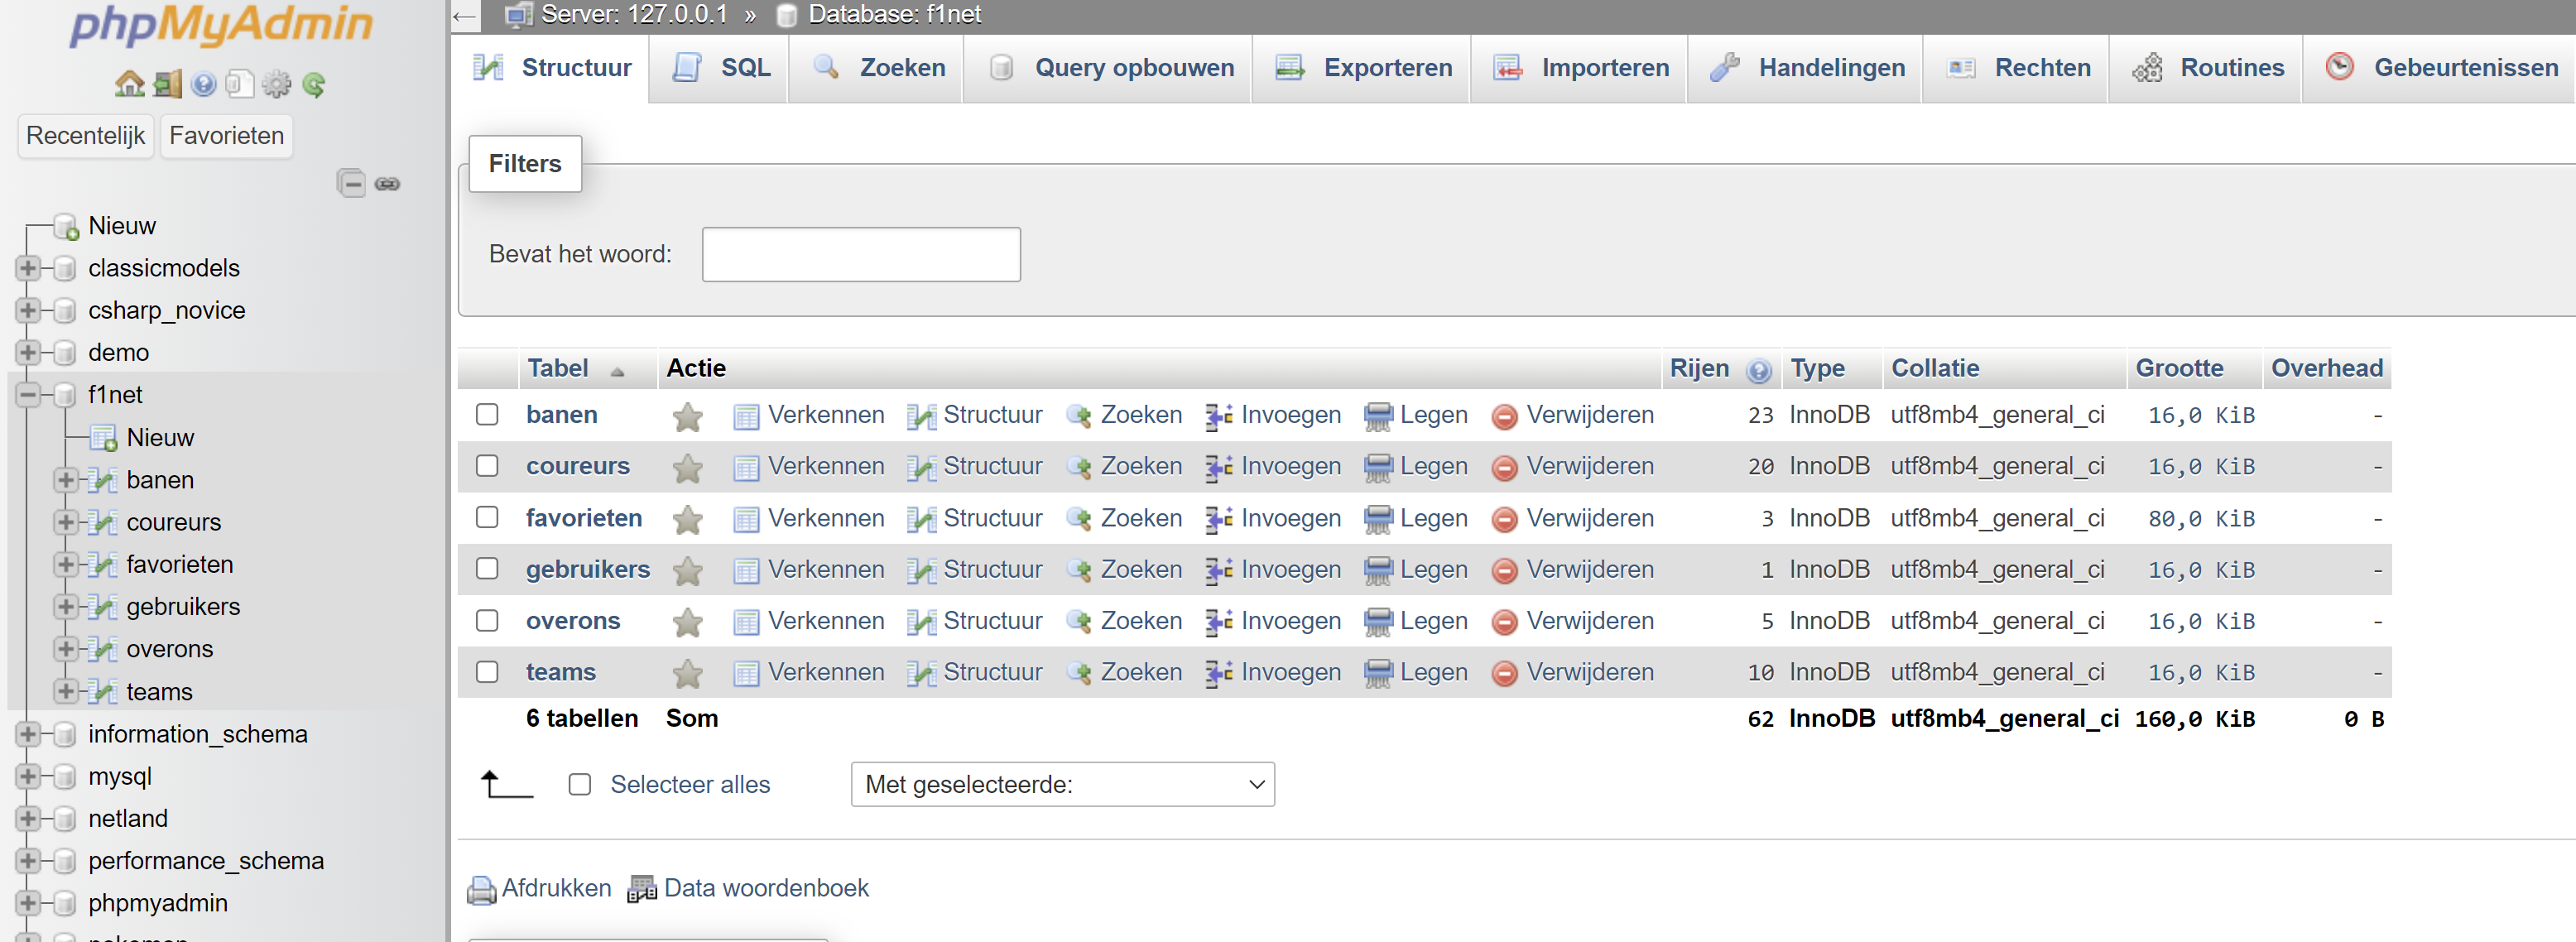 phpMyAdmin
Recentelijk Favorieten
Nieuw
classicmodels
csharp_novice
demo
f1net
Nieuw
banen
coureurs
favorieten
gebruikers
overons
teams
information_schema
mysql
netland
performance_schema
phpmyadmin
pokemon
← Server: 127.0.0.1 » Database: f1net
Structuur SQL Zoeken Query opbouwen Exporteren Importeren Handelingen Rechten Routines Gebeurtenissen
Filters
Bevat het woord:
Tabel Actie Rijen Type Collatie Grootte Overhead
banen Verkennen Structuur Zoeken Invoegen Legen Verwijderen 23 InnoDB utf8mb4_general_ci 16,0 KiB -
coureurs Verkennen Structuur Zoeken Invoegen Legen Verwijderen 20 InnoDB utf8mb4_general_ci 16,0 KiB -
favorieten Verkennen Structuur Zoeken Invoegen Legen Verwijderen 3 InnoDB utf8mb4_general_ci 80,0 KiB -
gebruikers Verkennen Structuur Zoeken Invoegen Legen Verwijderen 1 InnoDB utf8mb4_general_ci 16,0 KiB -
overons Verkennen Structuur Zoeken Invoegen Legen Verwijderen 5 InnoDB utf8mb4_general_ci 16,0 KiB -
teams Verkennen Structuur Zoeken Invoegen Legen Verwijderen 10 InnoDB utf8mb4_general_ci 16,0 KiB -
6 tabellen Som 62 InnoDB utf8mb4_general_ci 160,0 KiB 0 B
Selecteer alles Met geselecteerde:
Afdrukken Data woordenboek